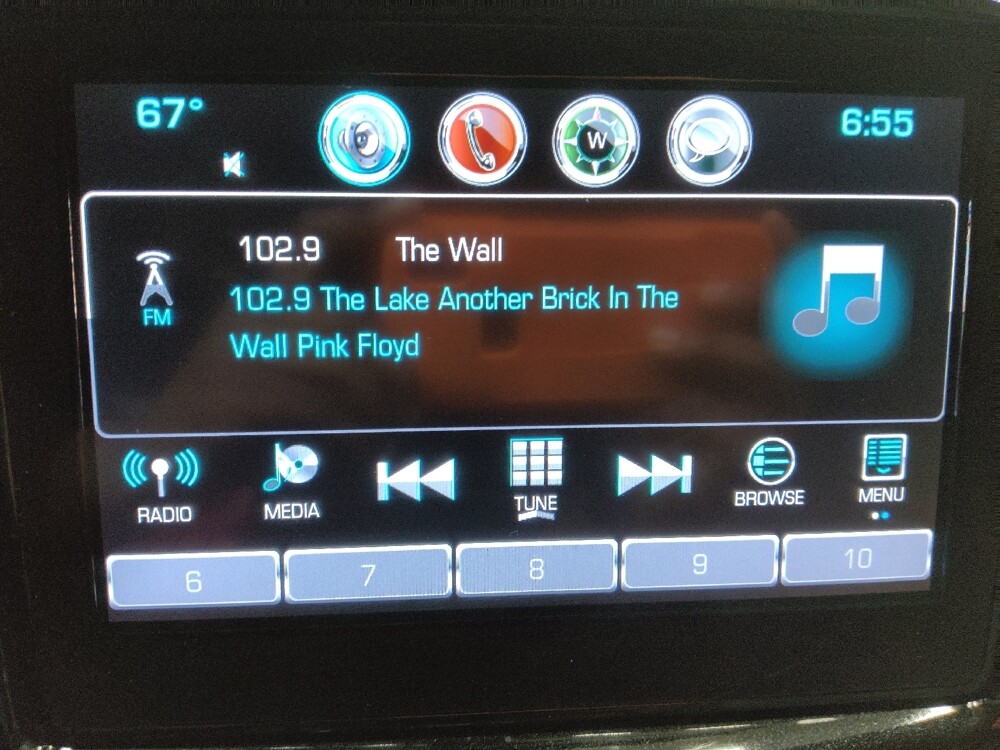 67°
W
6:55
102.9 The Wall
FM
102.9 The Lake Another Brick In The
Wall Pink Floyd
RADIO
MEDIA
TUNE
BROWSE
MENU
6 7 8 9 10